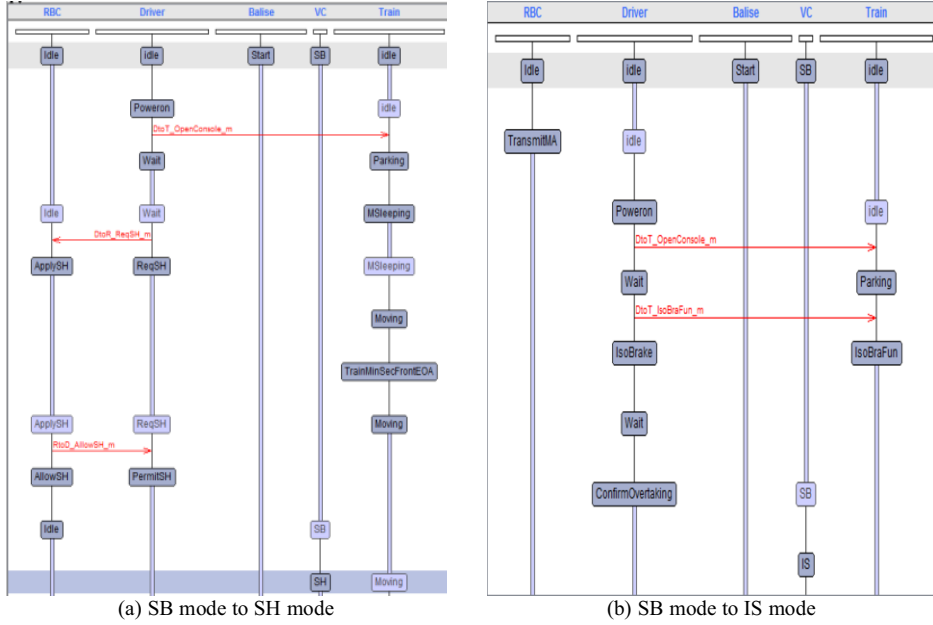 RBC Driver Balise VC Train
Idle idle Start SB idle
Poweron idle
DtoT_OpenConsole_m
Wait Parking
Idle Wait MSleeping
DtoR_ReqSH_m
ApplySH ReqSH MSleeping
Moving
TrainMinSecFrontEOA
ApplySH ReqSH Moving
RtoD_AllowSH_m
AllowSH PermitSH
Idle SB
SH Moving
(a) SB mode to SH mode
RBC Driver Balise VC Train
Idle idle Start SB idle
TransmitMA idle
Poweron idle
DtoT_OpenConsole_m
Wait Parking
DtoT_IsoBraFun_m
IsoBrake IsoBraFun
Wait
ConfirmOvertaking SB
IS
(b) SB mode to IS mode